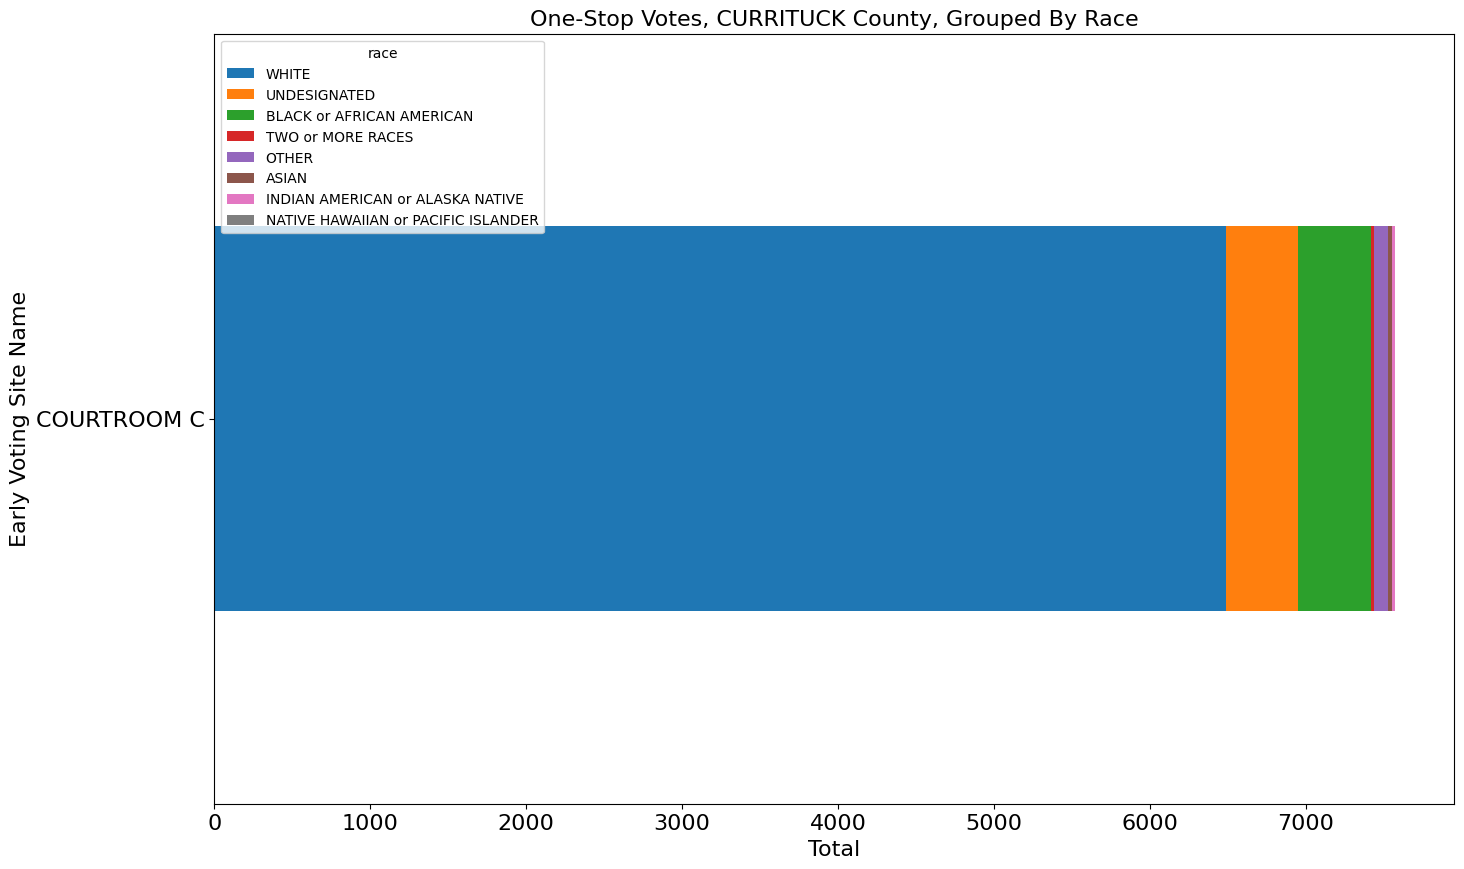 One-Stop Votes, CURRITUCK County, Grouped By Race
race
WHITE
UNDESIGNATED
BLACK or AFRICAN AMERICAN
TWO or MORE RACES
OTHER
ASIAN
INDIAN AMERICAN or ALASKA NATIVE
NATIVE HAWAIIAN or PACIFIC ISLANDER
Early Voting Site Name
COURTROOM C
0 1000 2000 3000 4000 5000 6000 7000
Total